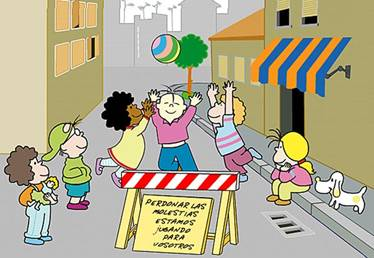 PERDONAR LAS
MOLESTIAS
ESTAMOS
JUGANDO
PARA
VOSOTROS